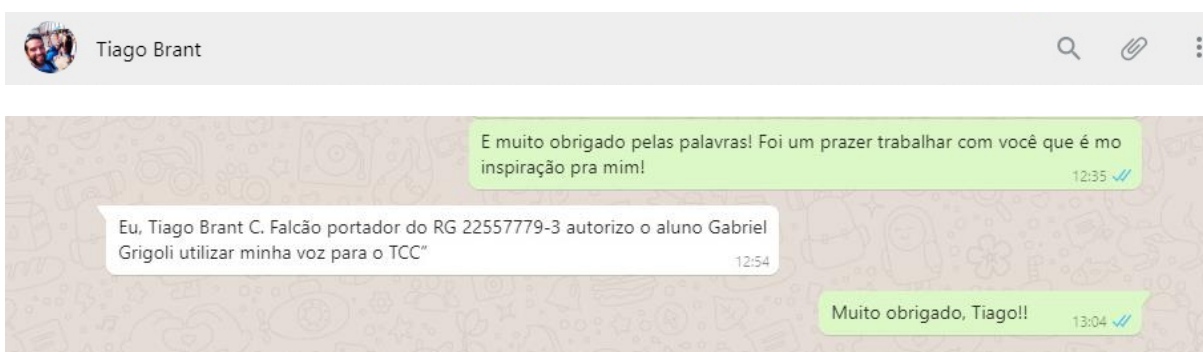 Tiago Brant
E muito obrigado pelas palavras! Foi um prazer trabalhar com você que é mo
inspiração pra mim!
12:35
Eu, Tiago Brant C. Falcão portador do RG 22557779-3 autorizo o aluno Gabriel
Grigoli utilizar minha voz para o TCC”
12:54
Muito obrigado, Tiago!!
13:04